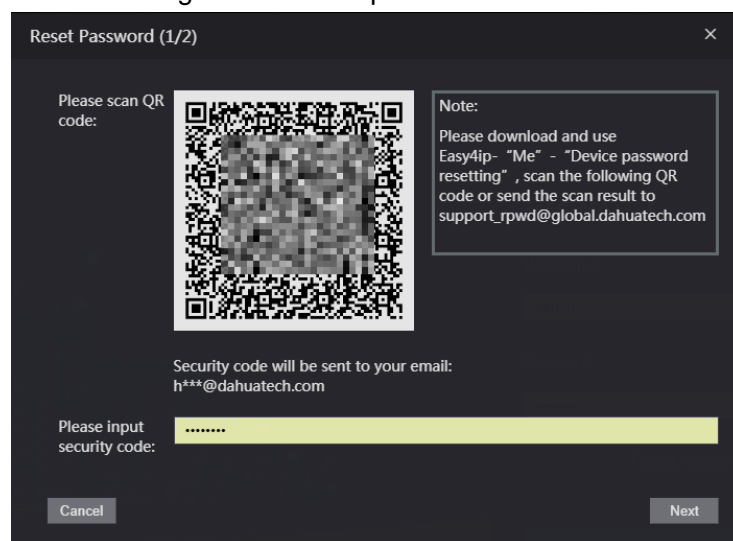 Reset Password (1/2)
×
Please scan QR
code:
Note:
Please download and use
Easy4ip- “Me” - “Device password
resetting” , scan the following QR
code or send the scan result to
support_rpwd@global.dahuatech.com
Security code will be sent to your email:
h***@dahuatech.com
Please input
security code:
••••••••
Cancel
Next